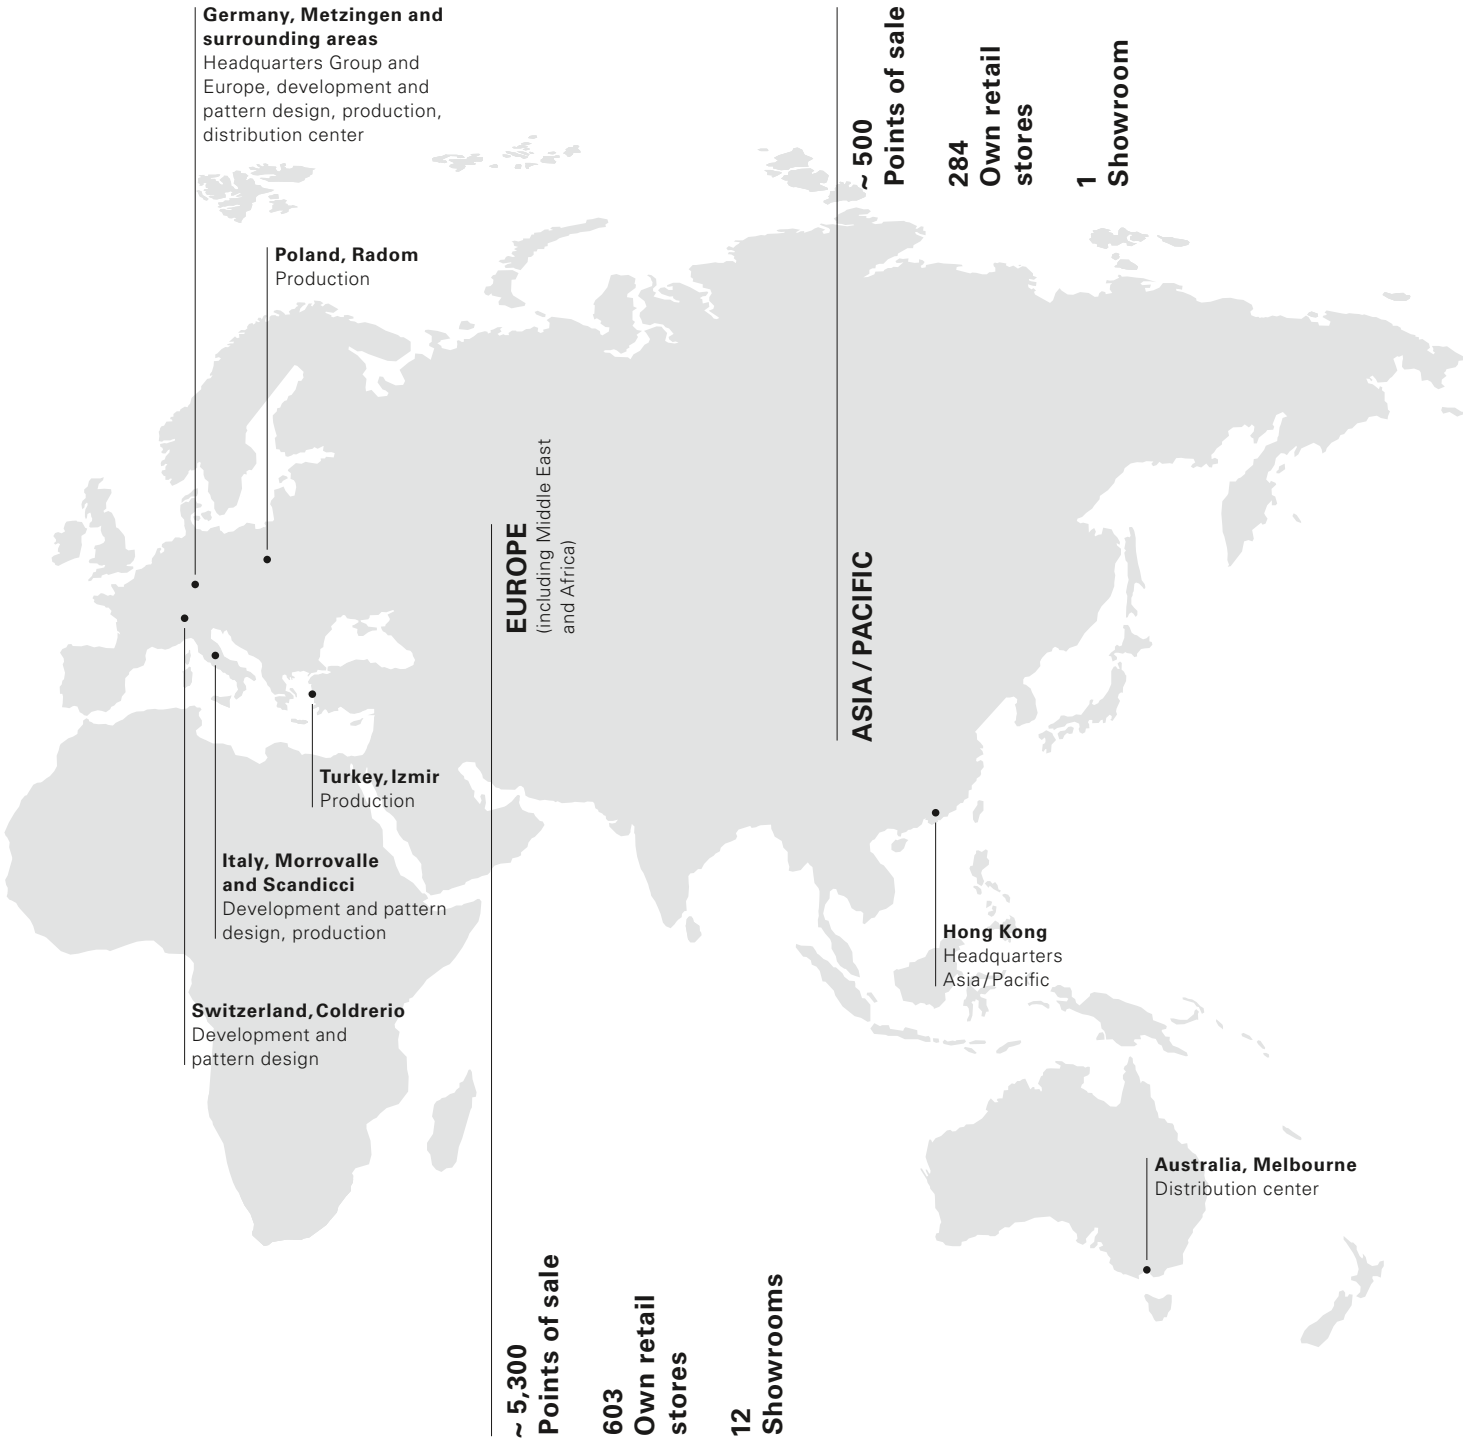 Germany, Metzingen and
surrounding areas
Headquarters Group and
Europe, development and
pattern design, production,
distribution center
~ 500
Points of sale
284
Own retail
stores
1
Showroom
Poland, Radom
Production
EUROPE
(including Middle East
and Africa)
ASIA / PACIFIC
Turkey, Izmir
Production
Italy, Morrovalle
and Scandicci
Development and pattern
design, production
Hong Kong
Headquarters
Asia / Pacific
Switzerland, Coldrerio
Development and
pattern design
Australia, Melbourne
Distribution center
~ 5,300
Points of sale
603
Own retail
stores
12
Showrooms